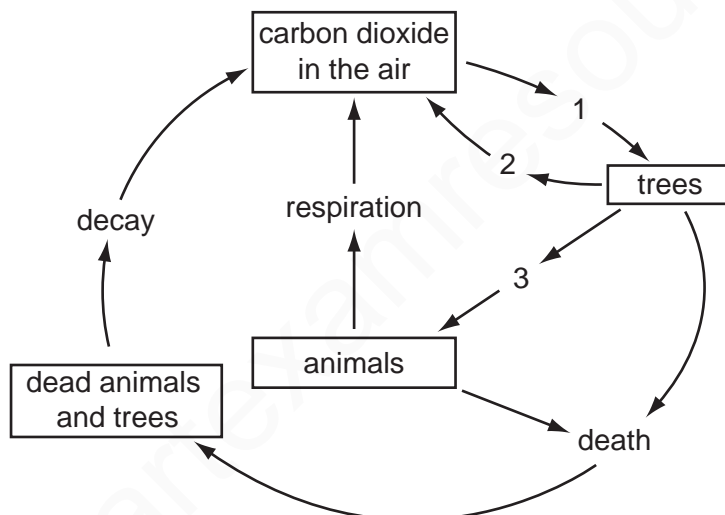 carbon dioxide
in the air
1
2
trees
decay
respiration
3
animals
dead animals
and trees
death